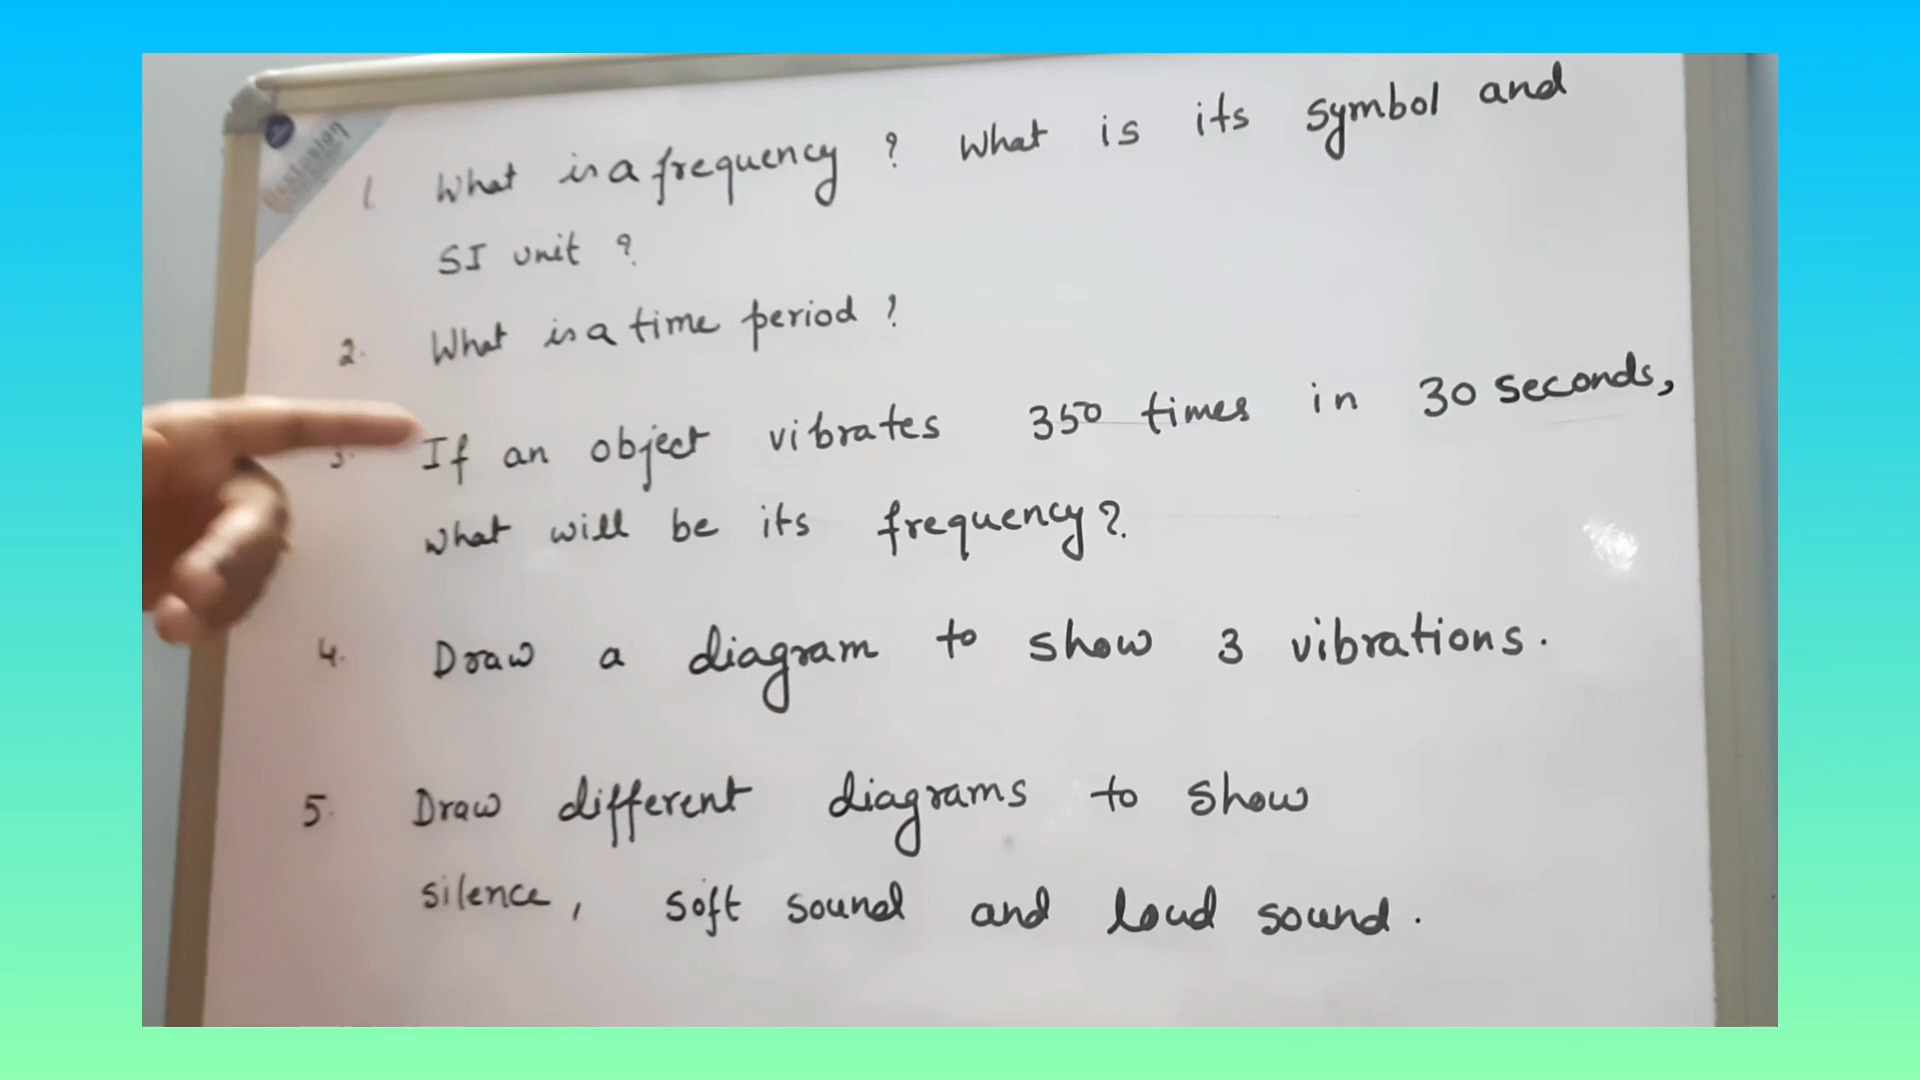 1. What is a frequency? What is its symbol and
SI unit?
2. What is a time period?
3. If an object vibrates 350 times in 30 seconds,
what will be its frequency?
4. Draw a diagram to show 3 vibrations.
5. Draw different diagrams to show
silence, soft sound and loud sound.